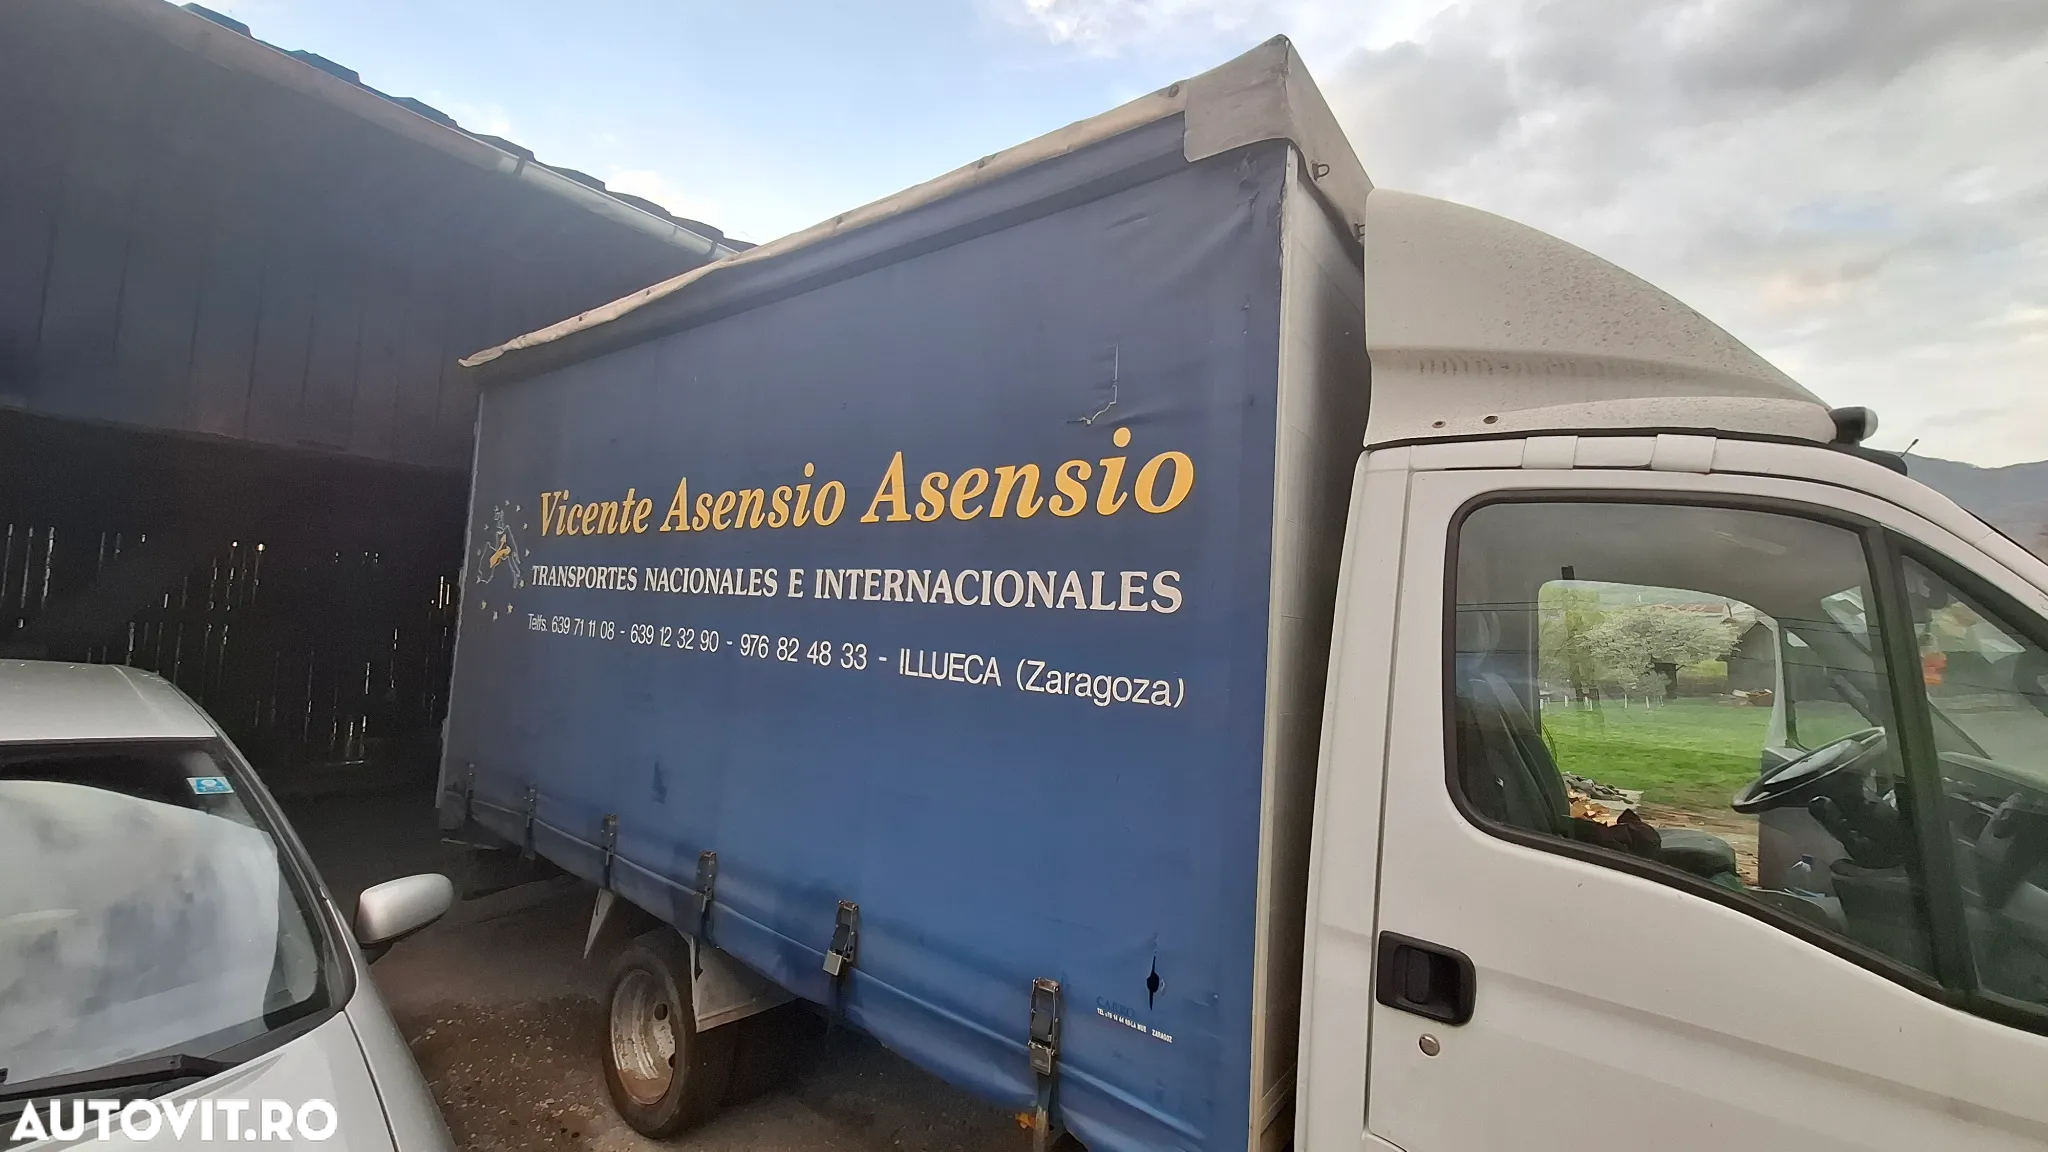 Vicente Asensio Asensio
TRANSPORTES NACIONALES E INTERNACIONALES
Telfs. 639 71 11 08 - 639 12 32 90 - 976 82 48 33 - ILLUECA (Zaragoza)
AUTOVIT.RO